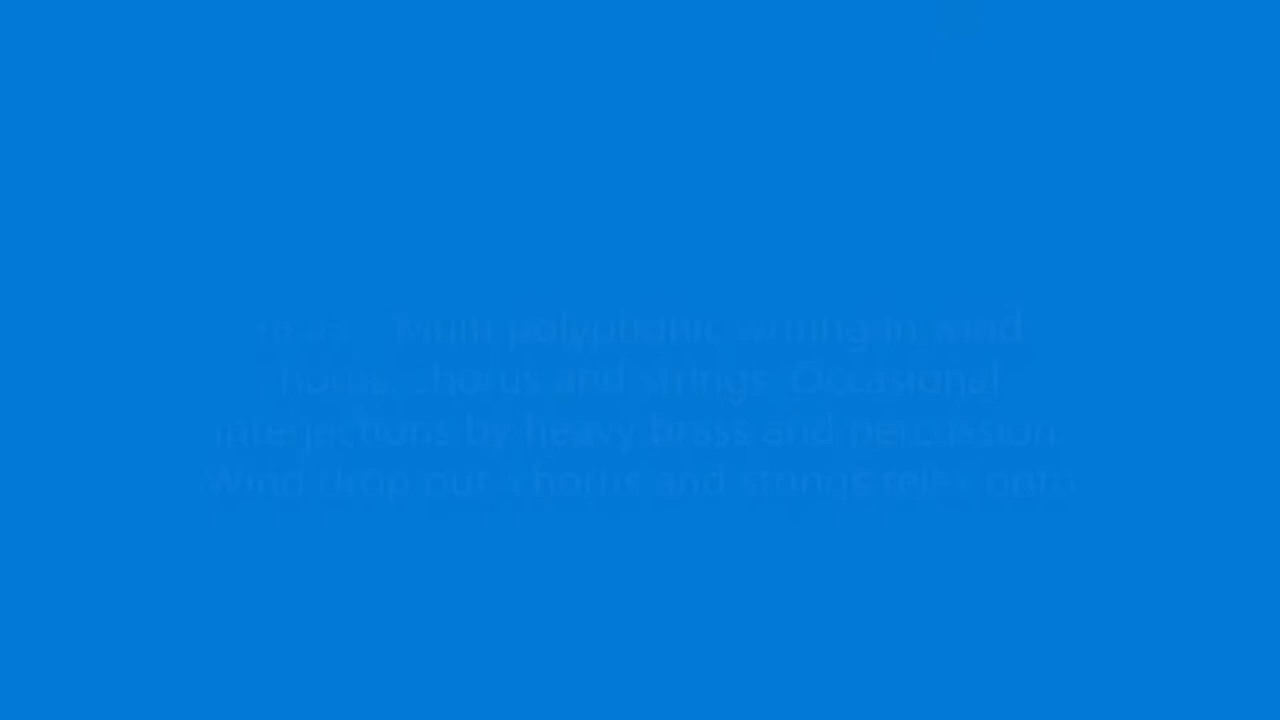 polyphonic writing in wind
horns, chorus and strings. Occasional
interjections by heavy brass and percussion.
Wind drop out, chorus and strings relax onto